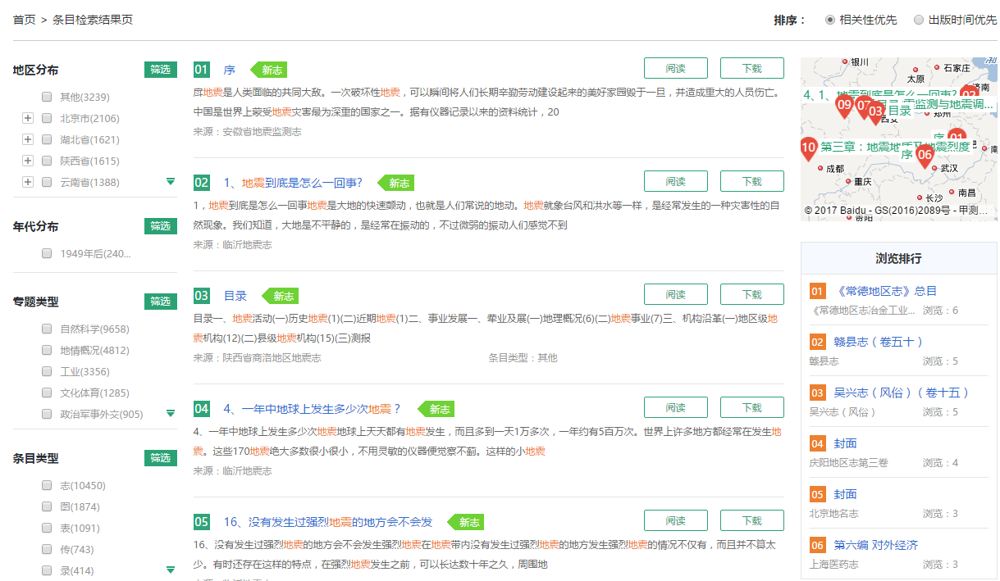 首页 > 条目检索结果页
排序： 相关性优先 出版时间优先
地区分布 筛选
其他(3239)
北京市(2106)
湖北省(1621)
陕西省(1615)
云南省(1388)
年代分布 筛选
1949年后(240...
专题类型 筛选
自然科学(9658)
地情概况(4812)
工业(3356)
文化体育(1285)
政治军事外交(905)
条目类型 筛选
志(10450)
图(1874)
表(1091)
传(743)
录(414)
01 序 新志 阅读 下载
地震是人类面临的共同大敌。一次破坏性地震，可以瞬间将人们长期辛勤劳动建设起来的美好家园毁于一旦，并造成重大的人员伤亡。
中国是世界上蒙受地震灾害最为深重的国家之一。据有仪器记录以来的资料统计，20
来源：安徽省地震监测志
02 1、地震到底是怎么一回事? 新志 阅读 下载
1，地震到底是怎么一回事地震是大地的快速颤动，也就是人们常说的地动。地震就象台风和洪水等一样，是经常发生的一种灾害性的自
然现象。我们知道，大地是不平静的，是经常在振动的，不过微弱的振动人们感觉不到
来源：临沂地震志
03 目录 新志 阅读 下载
目录一、地震活动(一)历史地震(1)(二)近期地震(1)二、事业发展一、荜业及展(一)地理概况(6)(二)地震事业(7)三、机构沿革(一)地区级地
震机构(12)(二)县级地震机构(15)(三)测报
来源：陕西省商洛地区地震志 条目类型：其他
04 4、一年中地球上发生多少次地震？ 新志 阅读 下载
4、一年中地球上发生多少次地震地球上天天都有地震发生，而且多到一天1万多次，一年约有5百万次。世界上许多地方都经常在发生地
震。这些170地震绝大多数很小很小，不用灵敏的仪器便觉察不到。这样的小地震
来源：临沂地震志
05 16、没有发生过强烈地震的地方会不会发 新志 阅读 下载
16、没有发生过强烈地震的地方会不会发生强烈地震在地震带内没有发生过强烈地震的地方发生强烈地震的情况不仅有，而且并不算太
少。有时还存在这样的特点，在强烈地震发生之前，可以长达数十年之久，周围地
银川
石家庄
太原
济南
4、1、地震到底是怎么一回事?
02
09 07 03 目录 监测与地震调...
西安 郑州
序 01
10 第三章：地震地质及地震烈度
序 06
成都
武汉
重庆
南昌
长沙
© 2017 Baidu - GS(2016)2089号 - 甲测...
贵阳
浏览排行
01 《常德地区志》总目
《常德地区志冶金工业... 浏览：6
02 赣县志（卷五十）
赣县志 浏览：5
03 吴兴志（风俗）（卷十五）
吴兴志（风俗） 浏览：5
04 封面
庆阳地区志第三卷 浏览：4
05 封面
北京地名志 浏览：3
06 第六编 对外经济
上海医药志 浏览：3